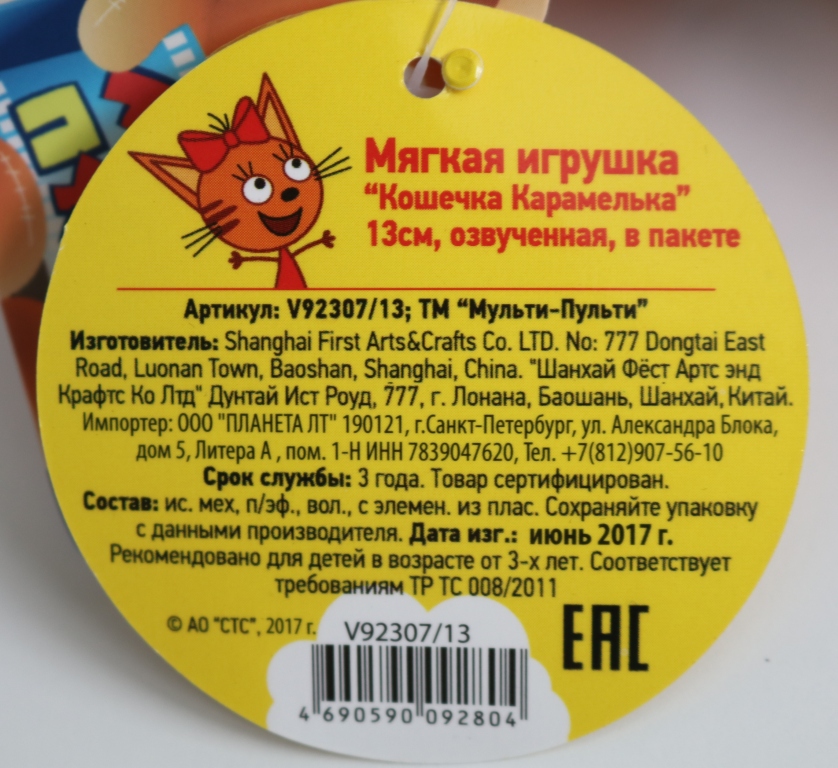 Мягкая игрушка
“Кошечка Карамелька”
13см, озвученная, в пакете
Артикул: V92307/13; ТМ “Мульти-Пульти”
Изготовитель: Shanghai First Arts&Crafts Co. LTD. No: 777 Dongtai East
Road, Luonan Town, Baoshan, Shanghai, China. "Шанхай Фёст Артс энд
Крафтс Ко Лтд" Дунтай Ист Роуд, 777, г. Лонана, Баошань, Шанхай, Китай.
Импортер: ООО "ПЛАНЕТА ЛТ" 190121, г.Санкт-Петербург, ул. Александра Блока,
дом 5, Литера А , пом. 1-Н ИНН 7839047620, Тел. +7(812)907-56-10
Срок службы: 3 года. Товар сертифицирован.
Состав: ис. мех, п/эф., вол., с элемен. из плас. Сохраняйте упаковку
с данными производителя. Дата изг.: июнь 2017 г.
Рекомендовано для детей в возрасте от 3-х лет. Соответствует
требованиям ТР ТС 008/2011
© АО "СТС", 2017 г.
V92307/13
EAC
4 690590 092804